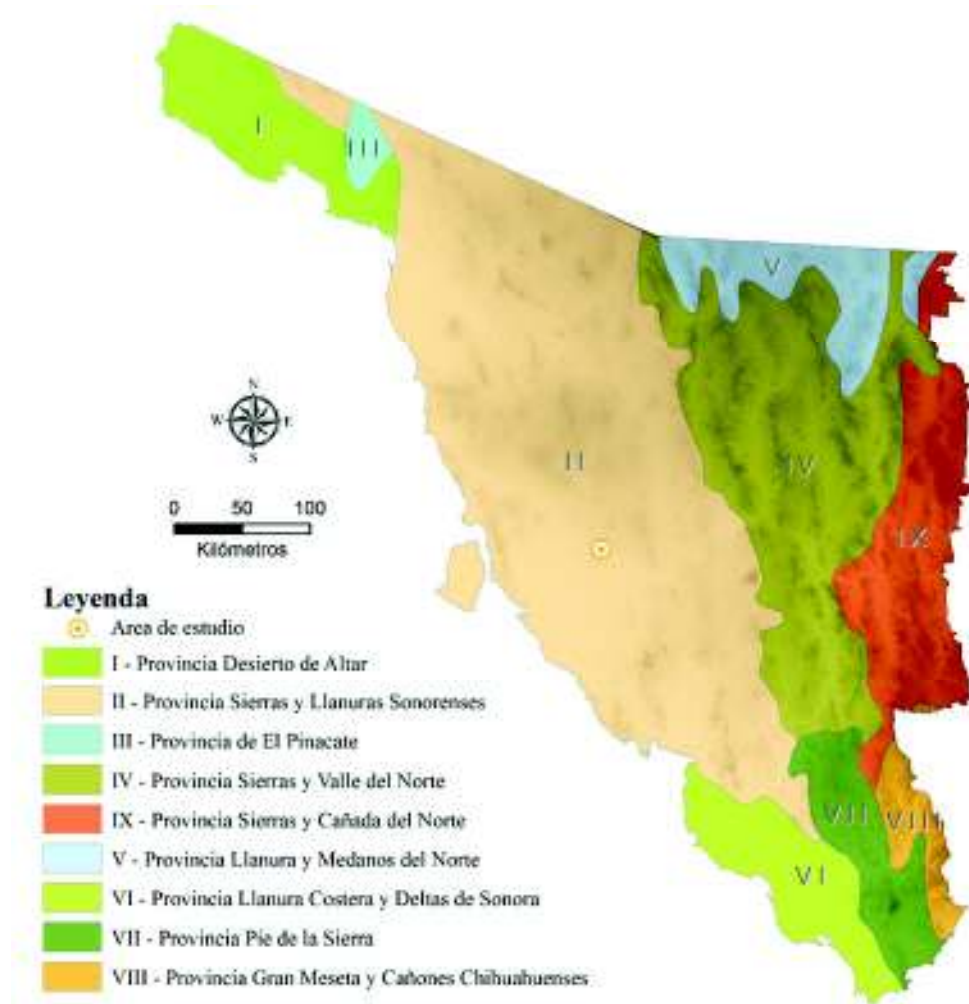 I
III
V
II
IV
IX
N
W E
S
0 50 100
Kilómetros
VII
VIII
VI
Leyenda
Area de estudio
I - Provincia Desierto de Altar
II - Provincia Sierras y Llanuras Sonorenses
III - Provincia de El Pinacate
IV - Provincia Sierras y Valle del Norte
IX - Provincia Sierras y Cañada del Norte
V - Provincia Llanura y Medanos del Norte
VI - Provincia Llanura Costera y Deltas de Sonora
VII - Provincia Pie de la Sierra
VIII - Provincia Gran Meseta y Cañones Chihuahuenses